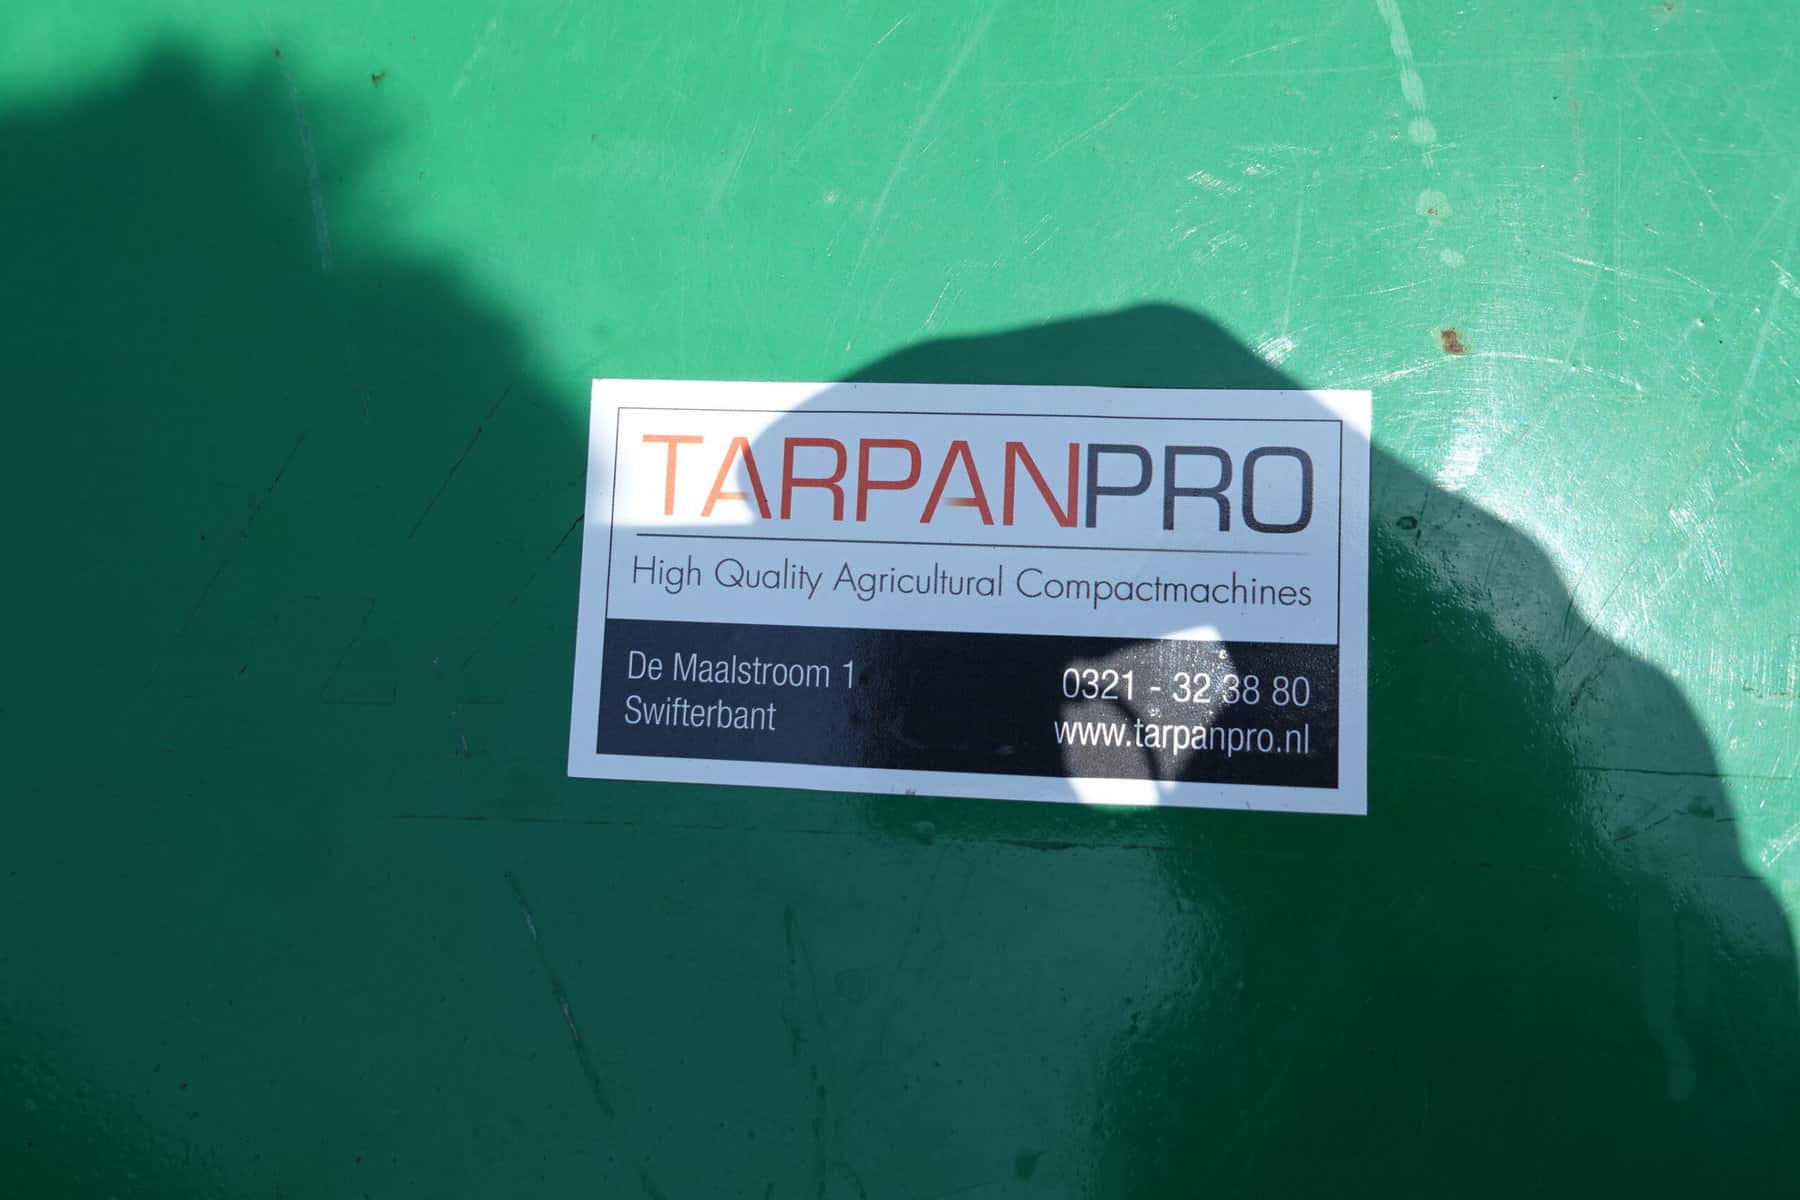 TARPANPRO
High Quality Agricultural Compactmachines
De Maalstroom 1
Swifterbant
0321 - 32 38 80
www.tarpanpro.nl